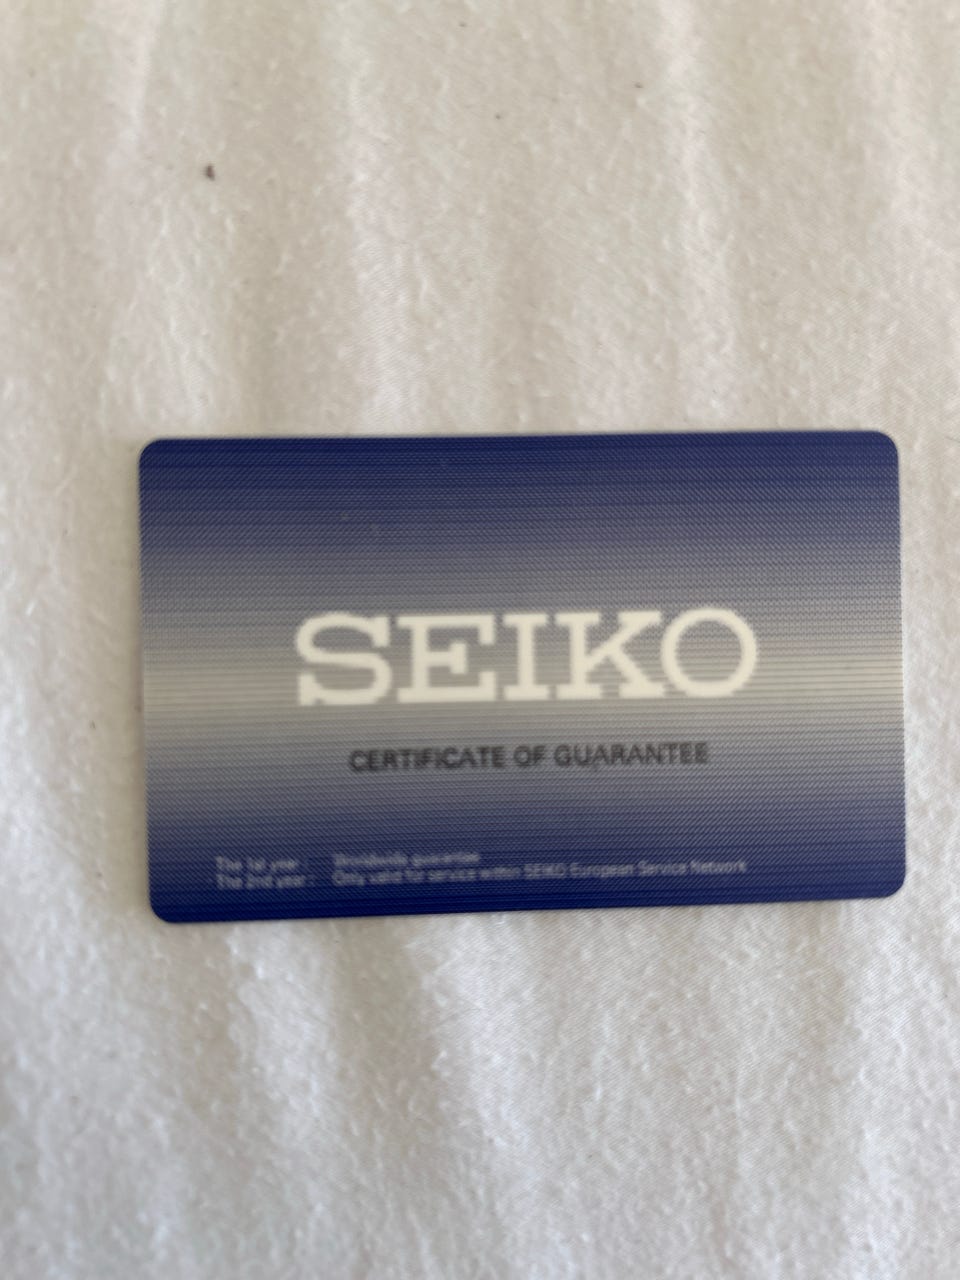 SEIKO
CERTIFICATE OF GUARANTEE
The 1st year : Worldwide guarantee
The 2nd year : Only valid for service within SEIKO European Service Network